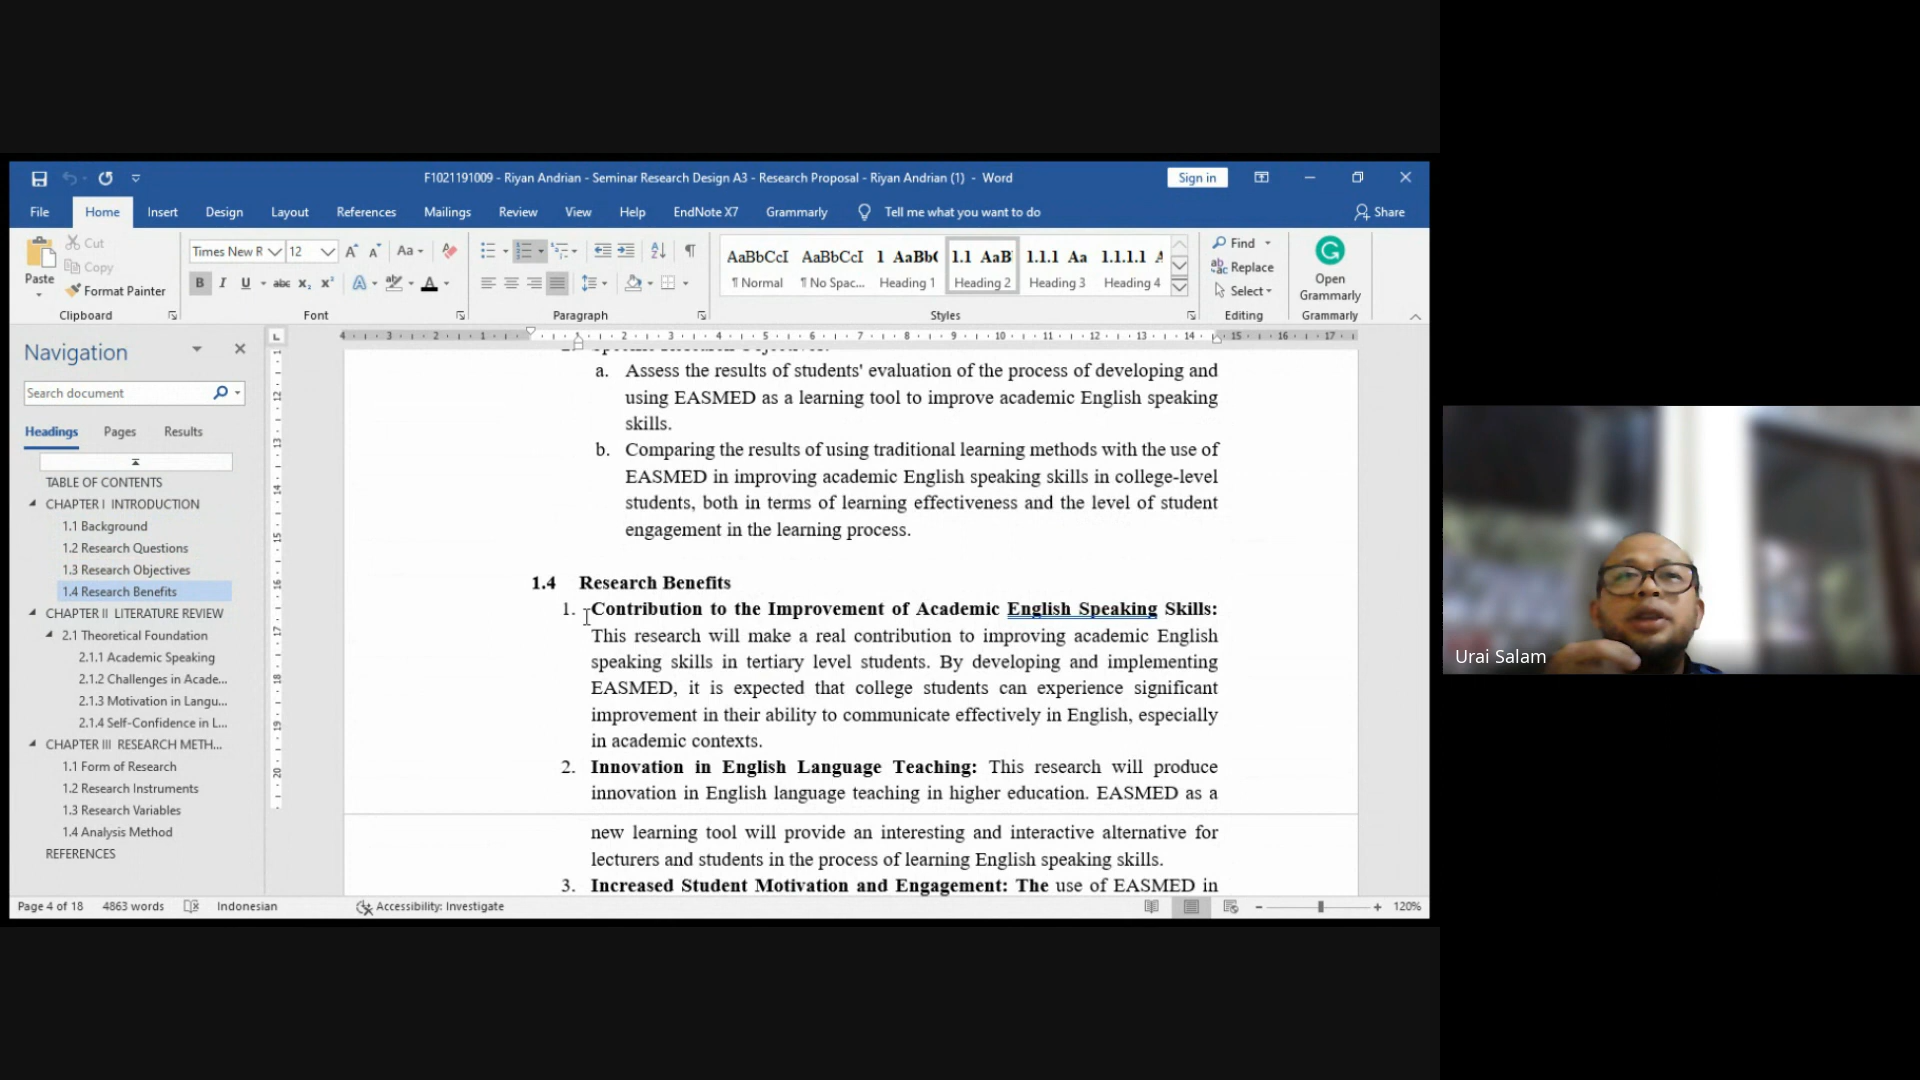 F1021191009 - Riyan Andrian - Seminar Research Design A3 - Research Proposal - Riyan Andrian (1) - Word
Sign in
File Home Insert Design Layout References Mailings Review View Help EndNote X7 Grammarly Tell me what you want to do Share
Paste
Cut
Copy
Format Painter
Clipboard
Times New R 12
Font
Paragraph
AaBbCcI AaBbCcI 1 AaBb( 1.1 AaB 1.1.1 Aa 1.1.1.1 A
¶ Normal ¶ No Spac... Heading 1 Heading 2 Heading 3 Heading 4
Styles
Find
Replace
Select
Editing
Open
Grammarly
Grammarly
Navigation
Search document
Headings Pages Results
TABLE OF CONTENTS
CHAPTER I INTRODUCTION
1.1 Background
1.2 Research Questions
1.3 Research Objectives
1.4 Research Benefits
CHAPTER II LITERATURE REVIEW
2.1 Theoretical Foundation
2.1.1 Academic Speaking
2.1.2 Challenges in Acade...
2.1.3 Motivation in Langu...
2.1.4 Self-Confidence in L...
CHAPTER III RESEARCH METH...
1.1 Form of Research
1.2 Research Instruments
1.3 Research Variables
1.4 Analysis Method
REFERENCES
a. Assess the results of students' evaluation of the process of developing and
using EASMED as a learning tool to improve academic English speaking
skills.
b. Comparing the results of using traditional learning methods with the use of
EASMED in improving academic English speaking skills in college-level
students, both in terms of learning effectiveness and the level of student
engagement in the learning process.
1.4 Research Benefits
1. Contribution to the Improvement of Academic English Speaking Skills:
This research will make a real contribution to improving academic English
speaking skills in tertiary level students. By developing and implementing
EASMED, it is expected that college students can experience significant
improvement in their ability to communicate effectively in English, especially
in academic contexts.
2. Innovation in English Language Teaching: This research will produce
innovation in English language teaching in higher education. EASMED as a
new learning tool will provide an interesting and interactive alternative for
lecturers and students in the process of learning English speaking skills.
3. Increased Student Motivation and Engagement: The use of EASMED in
Page 4 of 18 4863 words Indonesian Accessibility: Investigate 120%
Urai Salam